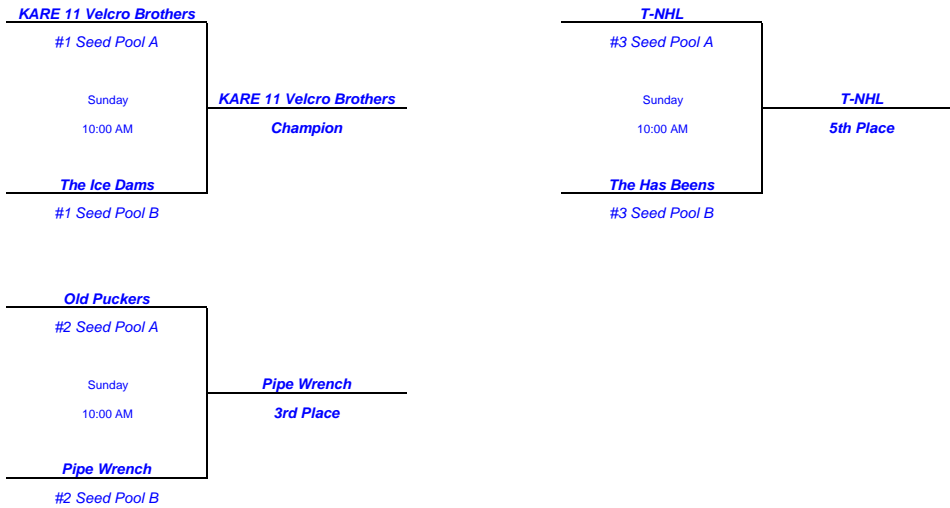 KARE 11 Velcro Brothers
#1 Seed Pool A
Sunday
KARE 11 Velcro Brothers
10:00 AM
Champion
The Ice Dams
#1 Seed Pool B
T-NHL
#3 Seed Pool A
Sunday
T-NHL
10:00 AM
5th Place
The Has Beens
#3 Seed Pool B
Old Puckers
#2 Seed Pool A
Sunday
Pipe Wrench
10:00 AM
3rd Place
Pipe Wrench
#2 Seed Pool B